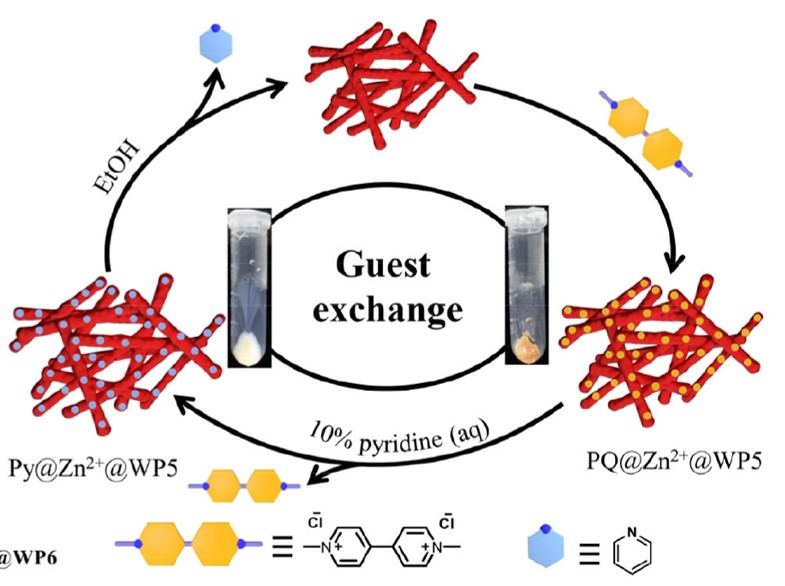 EtOH
Guest
exchange
10% pyridine (aq)
Py@Zn²⁺@WP5
PQ@Zn²⁺@WP5
@WP6
Cl⁻
Cl⁻
N⁺
N⁺
N